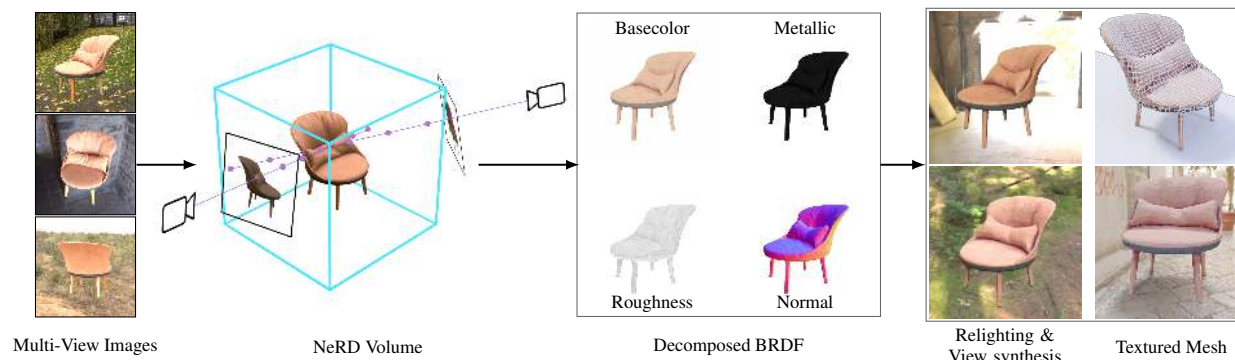 Basecolor
Metallic
Roughness
Normal
Multi-View Images
NeRD Volume
Decomposed BRDF
Relighting &
View synthesis
Textured Mesh